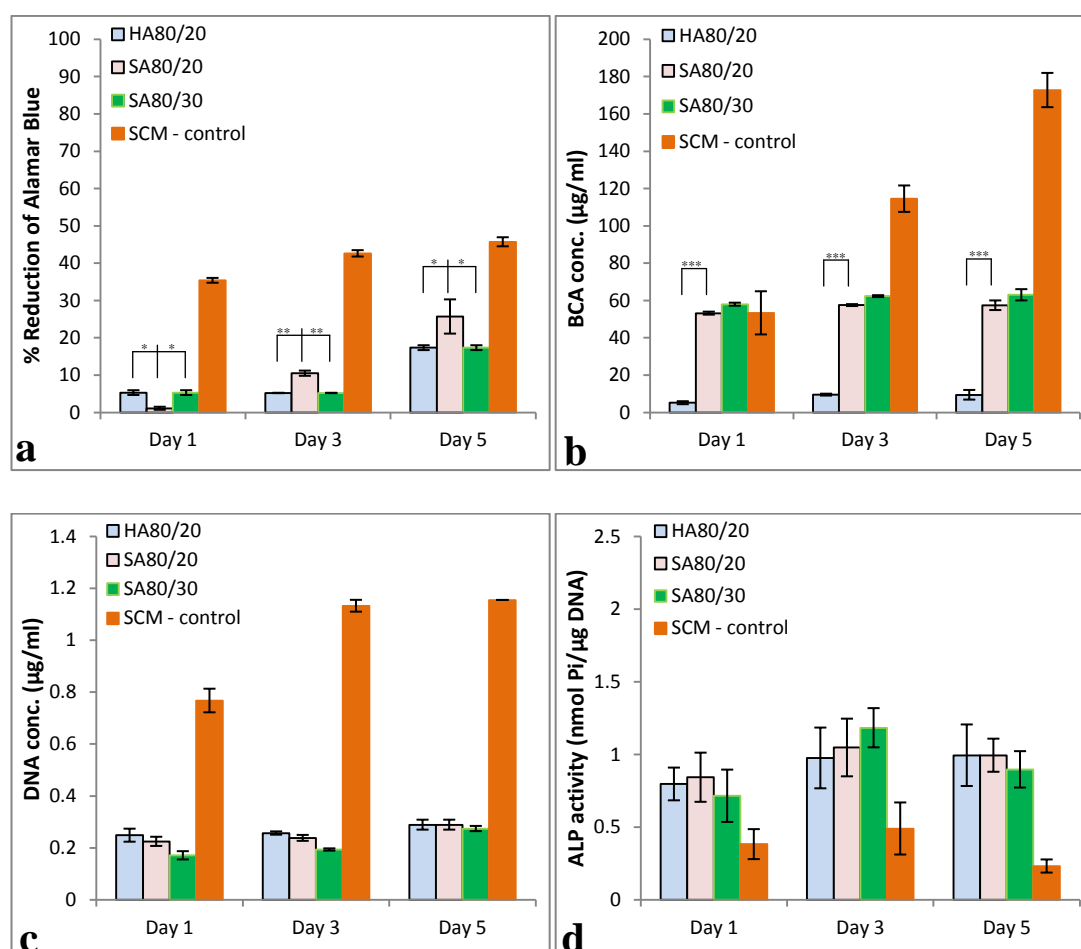 % Reduction of Alamar Blue
100
90
80
70
60
50
40
30
20
10
0
HA80/20
SA80/20
SA80/30
SCM - control
* *
** **
* *
Day 1 Day 3 Day 5
a
BCA conc. (µg/ml)
200
180
160
140
120
100
80
60
40
20
0
HA80/20
SA80/20
SA80/30
SCM - control
*** *** ***
Day 1 Day 3 Day 5
b
DNA conc. (µg/ml)
1.4
1.2
1
0.8
0.6
0.4
0.2
0
HA80/20
SA80/20
SA80/30
SCM - control
Day 1 Day 3 Day 5
c
ALP activity (nmol Pi/µg DNA)
2.5
2
1.5
1
0.5
0
HA80/20
SA80/20
SA80/30
SCM - control
Day 1 Day 3 Day 5
d